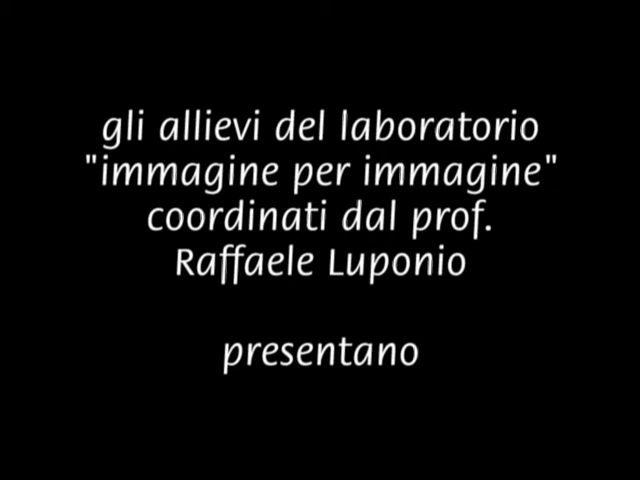 gli allievi del laboratorio
"immagine per immagine"
coordinati dal prof.
Raffaele Luponio
presentano